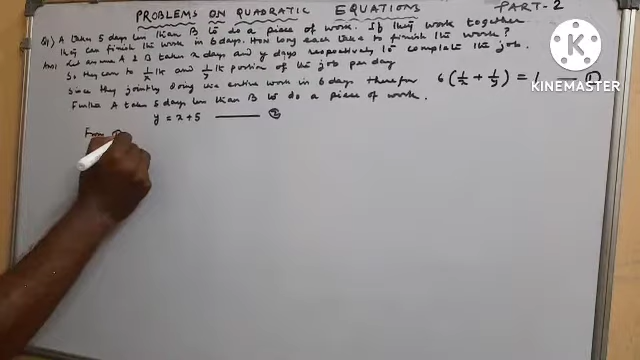 PROBLEMS ON QUADRATIC EQUATIONS PART-2
Q1) A takes 5 days less than B to do a piece of work. If they work together
they can finish the work in 6 days. How long each take to finish the work?
Ans) Let assume A & B takes x days and y days respectively to complete the job.
So they can do 1/x th and 1/y th portion of the job per day
Since they jointly doing the entire work in 6 days therefor 6 (1/x + 1/y) = 1 — ①
Further A takes 5 days less than B to do a piece of work.
y = x + 5 — ②
From ①
KINEMASTER